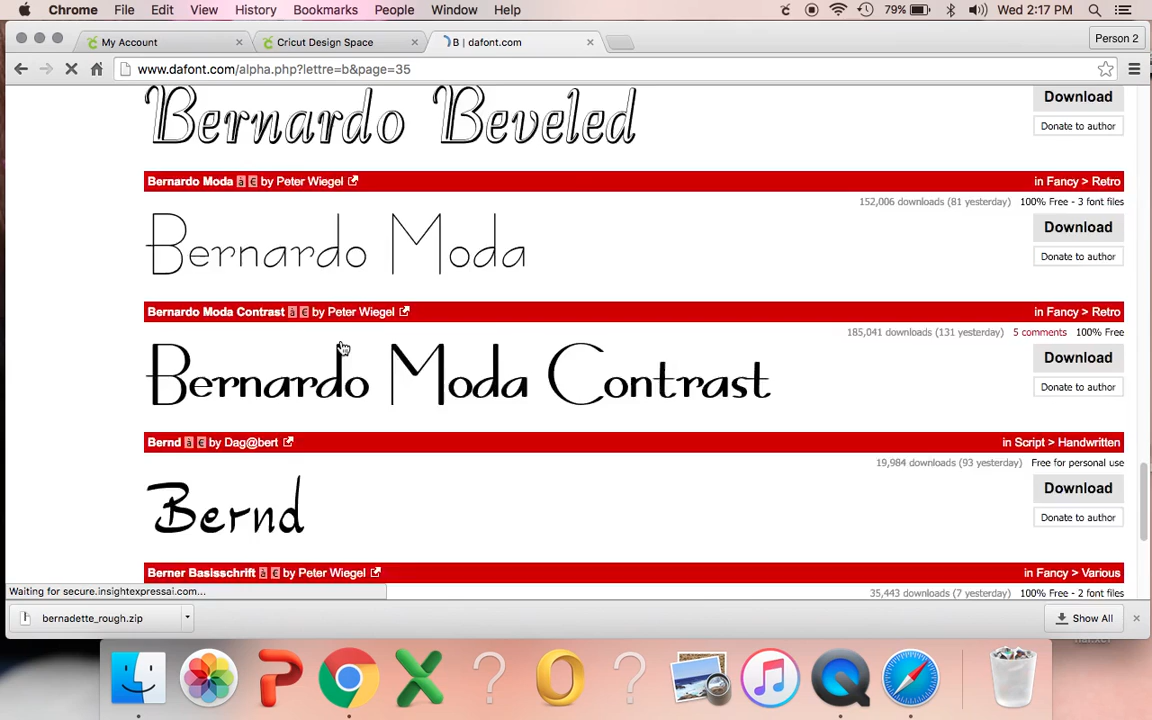 Chrome File Edit View History Bookmarks People Window Help 79% Wed 2:17 PM
My Account Cricut Design Space B | dafont.com Person 2
www.dafont.com/alpha.php?lettre=b&page=35
Bernardo Beveled
Download
Donate to author
Bernardo Moda à € by Peter Wiegel in Fancy > Retro
152,006 downloads (81 yesterday) 100% Free - 3 font files
Bernardo Moda
Download
Donate to author
Bernardo Moda Contrast à € by Peter Wiegel in Fancy > Retro
185,041 downloads (131 yesterday) 5 comments 100% Free
Bernardo Moda Contrast
Download
Donate to author
Bernd à € by Dag@bert in Script > Handwritten
19,984 downloads (93 yesterday) Free for personal use
Bernd
Download
Donate to author
Berner Basisschrift à € by Peter Wiegel in Fancy > Various
35,443 downloads (7 yesterday) 100% Free - 2 font files
Waiting for secure.insightexpressai.com...
bernadette_rough.zip Show All